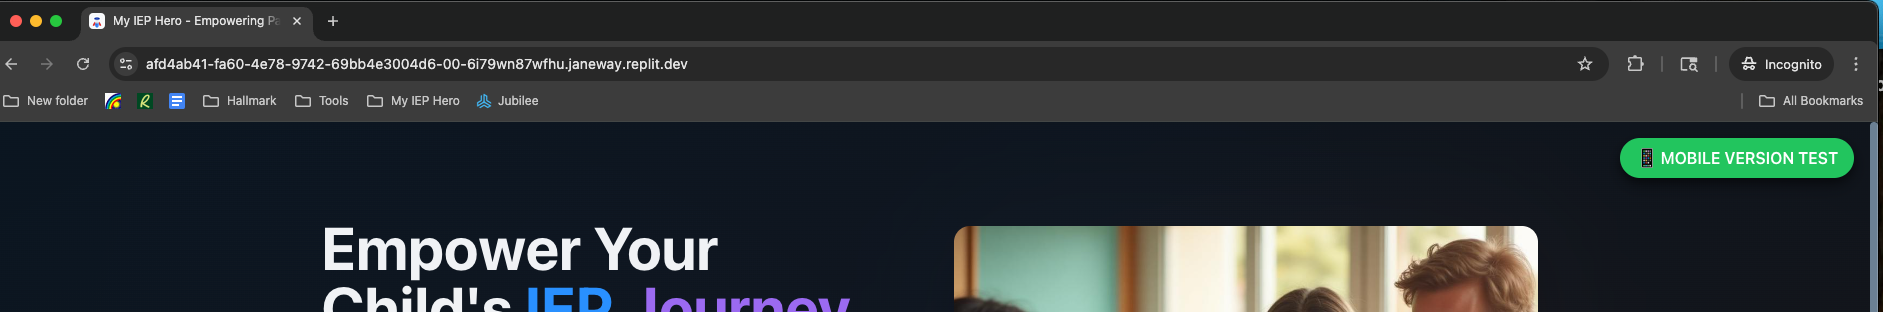 My IEP Hero - Empowering Pa
afd4ab41-fa60-4e78-9742-69bb4e3004d6-00-6i79wn87wfhu.janeway.replit.dev
Incognito
New folder
Hallmark
Tools
My IEP Hero
Jubilee
All Bookmarks
MOBILE VERSION TEST
Empower Your
Child's IEP Journey